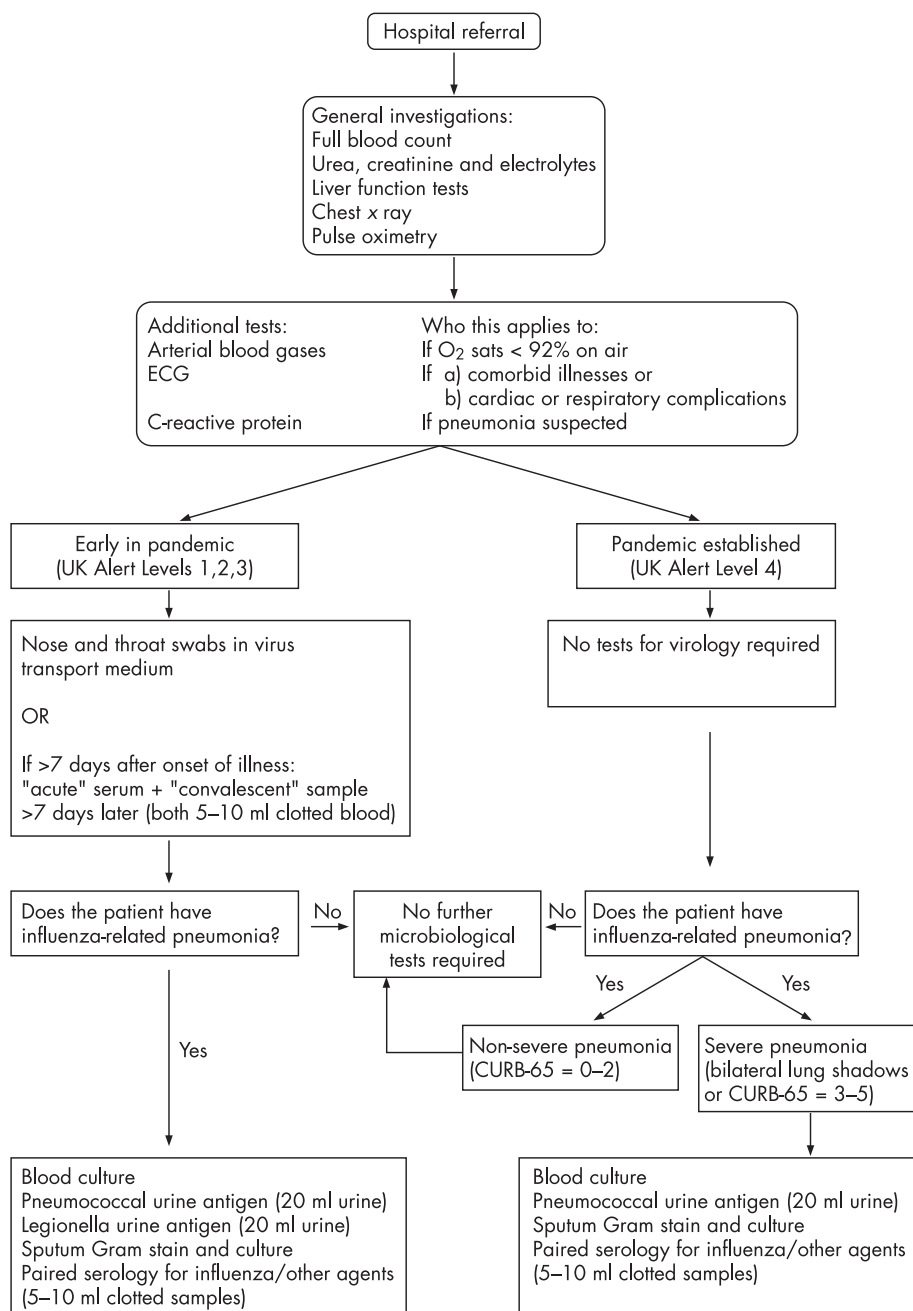 Hospital referral
General investigations:
Full blood count
Urea, creatinine and electrolytes
Liver function tests
Chest x ray
Pulse oximetry
Additional tests:
Who this applies to:
Arterial blood gases
If O2 sats < 92% on air
ECG
If a) comorbid illnesses or
b) cardiac or respiratory complications
C-reactive protein
If pneumonia suspected
Early in pandemic
(UK Alert Levels 1,2,3)
Pandemic established
(UK Alert Level 4)
Nose and throat swabs in virus
transport medium
OR
If >7 days after onset of illness:
"acute" serum + "convalescent" sample
>7 days later (both 5–10 ml clotted blood)
No tests for virology required
Does the patient have
influenza-related pneumonia?
No
No further
microbiological
tests required
No
Does the patient have
influenza-related pneumonia?
Yes
Yes
Yes
Non-severe pneumonia
(CURB-65 = 0–2)
Severe pneumonia
(bilateral lung shadows
or CURB-65 = 3–5)
Blood culture
Pneumococcal urine antigen (20 ml urine)
Legionella urine antigen (20 ml urine)
Sputum Gram stain and culture
Paired serology for influenza/other agents
(5–10 ml clotted samples)
Blood culture
Pneumococcal urine antigen (20 ml urine)
Sputum Gram stain and culture
Paired serology for influenza/other agents
(5–10 ml clotted samples)